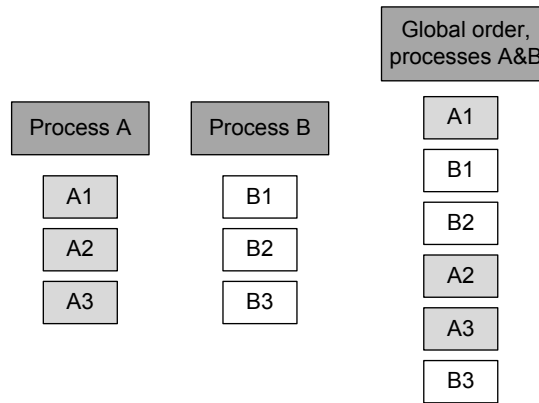 Process A
A1
A2
A3
Process B
B1
B2
B3
Global order,
processes A&B
A1
B1
B2
A2
A3
B3